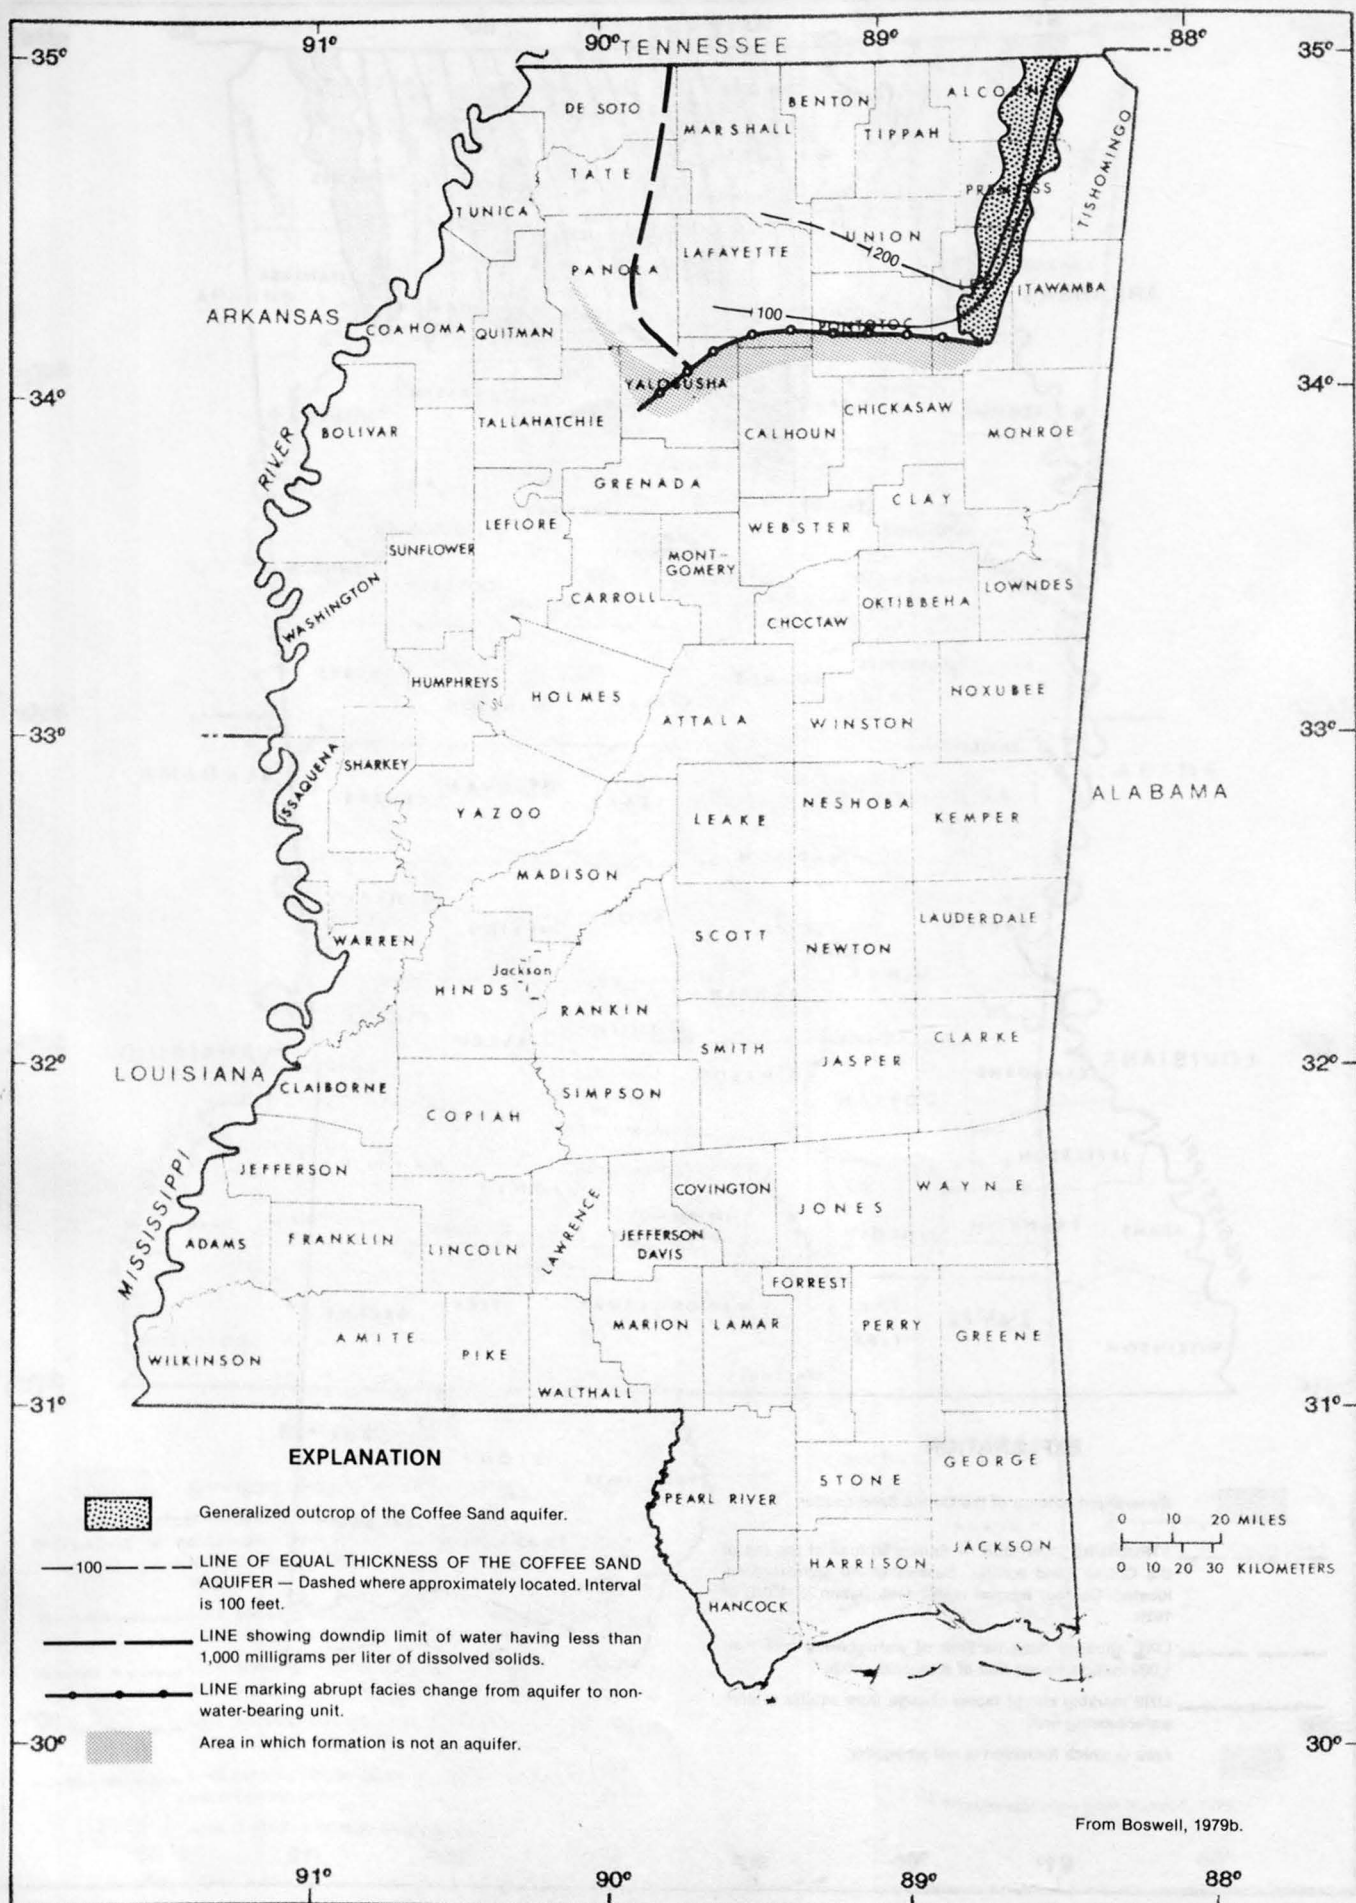 91° 90° 89° 88°
TENNESSEE
35° 35°
DE SOTO
BENTON
ALCORN
MARSHALL
TIPPAH
TISHOMINGO
TATE
PRENTISS
TUNICA
UNION
LAFAYETTE
200
PANOLA
LEE
ITAWAMBA
ARKANSAS
100
PONTOTOC
COAHOMA
QUITMAN
34° 34°
YALOBUSHA
CHICKASAW
TALLAHATCHIE
BOLIVAR
CALHOUN
MONROE
RIVER
GRENADA
CLAY
LEFLORE
WEBSTER
SUNFLOWER
MONT-
GOMERY
LOWNDES
WASHINGTON
CARROLL
OKTIBBEHA
CHOCTAW
HUMPHREYS
HOLMES
NOXUBEE
ATTALA
WINSTON
33° 33°
ISSAQUENA
SHARKEY
ALABAMA
YAZOO
LEAKE
NESHOBA
KEMPER
MADISON
LAUDERDALE
WARREN
SCOTT
NEWTON
Jackson
HINDS
RANKIN
CLARKE
SMITH
JASPER
32° 32°
LOUISIANA
CLAIBORNE
SIMPSON
COPIAH
JEFFERSON
COVINGTON
WAYNE
JONES
LAWRENCE
MISSISSIPPI
ADAMS
FRANKLIN
LINCOLN
JEFFERSON
DAVIS
FORREST
MARION
LAMAR
PERRY
GREENE
AMITE
PIKE
WILKINSON
WALTHALL
31° 31°
EXPLANATION
GEORGE
STONE
PEARL RIVER
Generalized outcrop of the Coffee Sand aquifer.
0 10 20 MILES
0 10 20 30 KILOMETERS
JACKSON
HARRISON
HANCOCK
100 LINE OF EQUAL THICKNESS OF THE COFFEE SAND
AQUIFER — Dashed where approximately located. Interval
is 100 feet.
LINE showing downdip limit of water having less than
1,000 milligrams per liter of dissolved solids.
LINE marking abrupt facies change from aquifer to non-
water-bearing unit.
Area in which formation is not an aquifer.
30° 30°
From Boswell, 1979b.
91° 90° 89° 88°